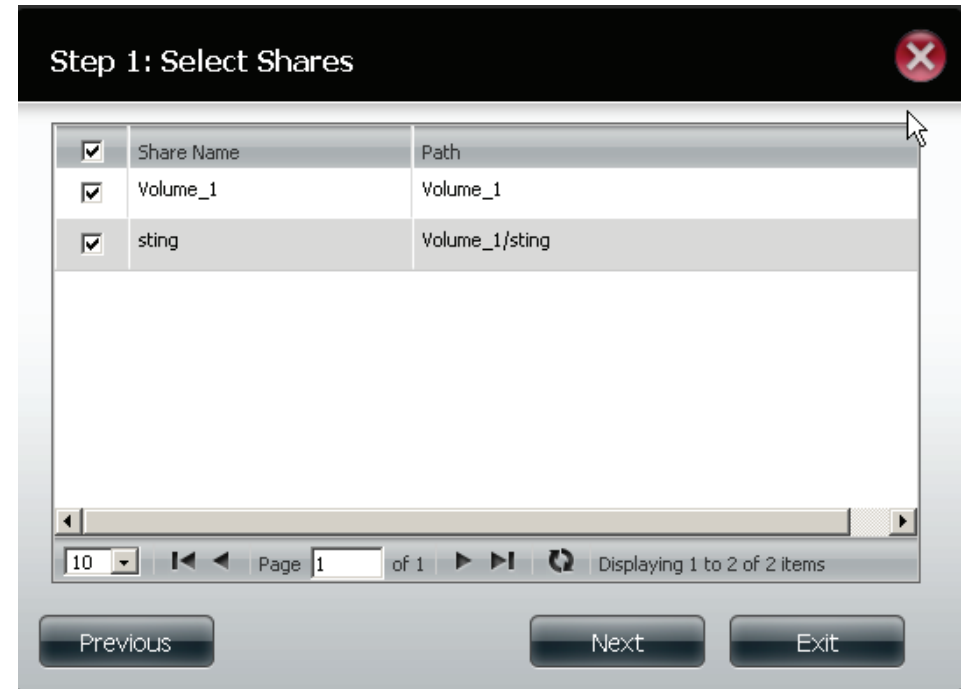 Step 1: Select Shares
Share Name Path
Volume_1 Volume_1
sting Volume_1/sting
10 Page 1 of 1 Displaying 1 to 2 of 2 items
Previous Next Exit